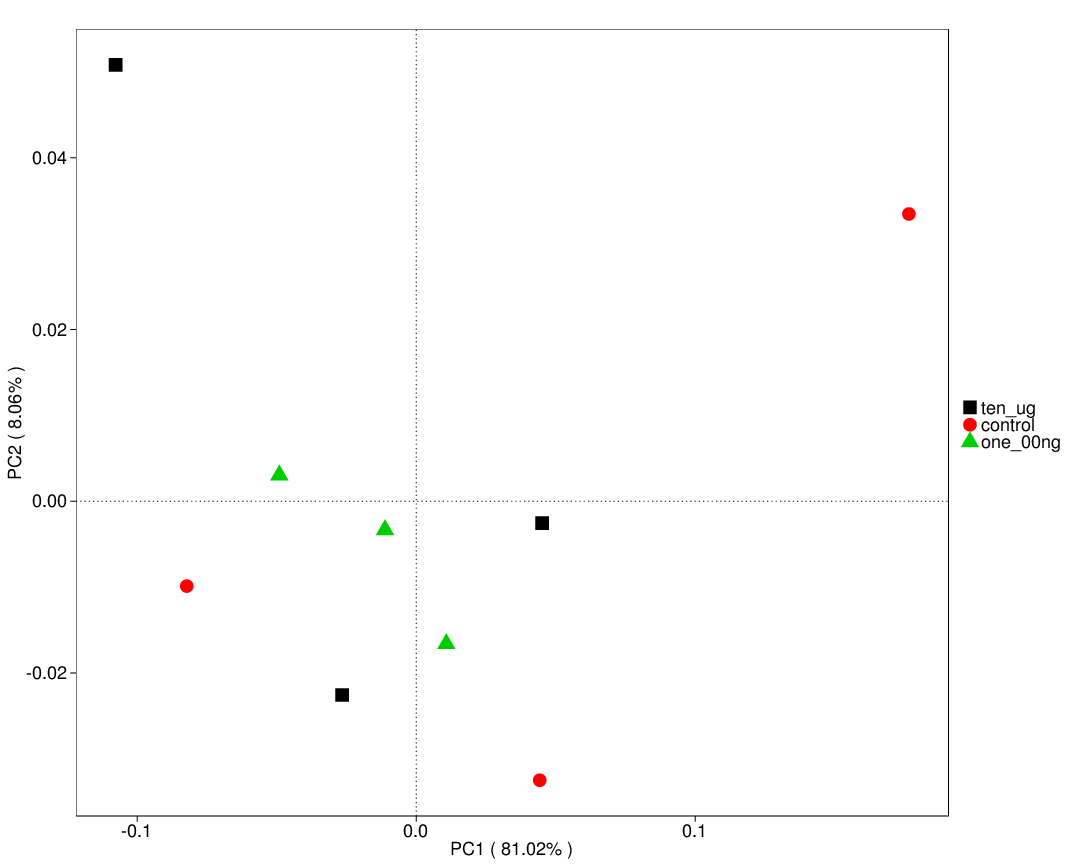 0.04
0.02
0.00
-0.02
PC2 ( 8.06% )
-0.1
0.0
0.1
PC1 ( 81.02% )
ten_ug
control
one_00ng